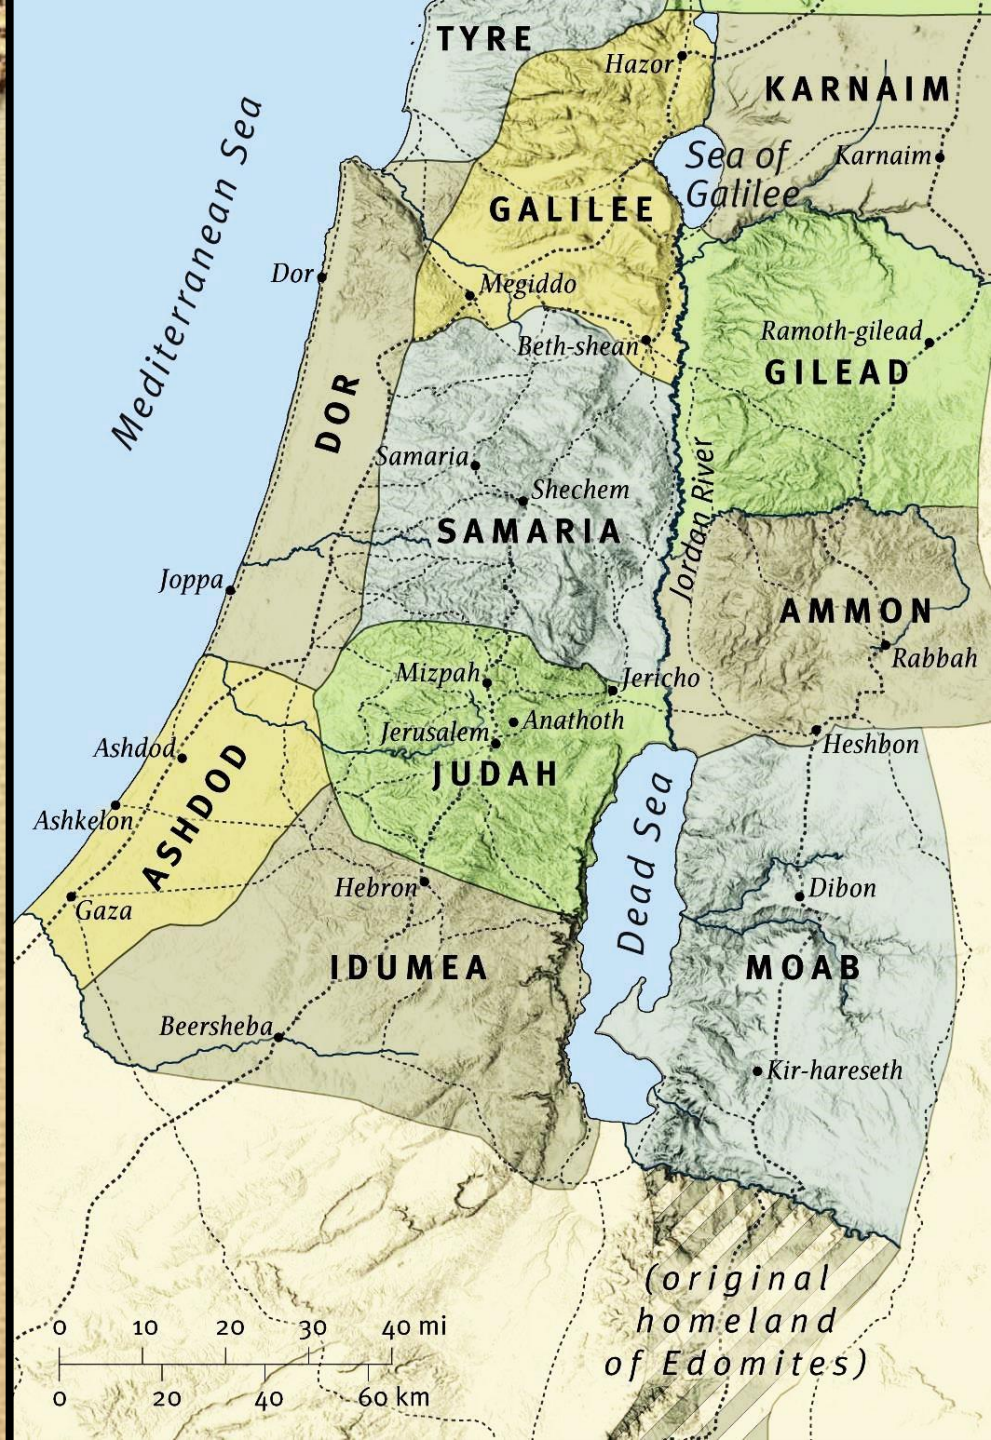 TYRE
Hazor
KARNAIM
Mediterranean Sea
Sea of
Galilee
Karnaim
GALILEE
Dor
Megiddo
Ramoth-gilead
Beth-shean
GILEAD
DOR
Samaria
Shechem
SAMARIA
Jordan River
Joppa
AMMON
Rabbah
Mizpah
Jericho
Anathoth
Jerusalem
Heshbon
Ashdod
JUDAH
ASHDOD
Ashkelon
Dead Sea
Hebron
Dibon
Gaza
IDUMEA
MOAB
Beersheba
Kir-hareseth
(original
homeland
of Edomites)
0 10 20 30 40 mi
0 20 40 60 km